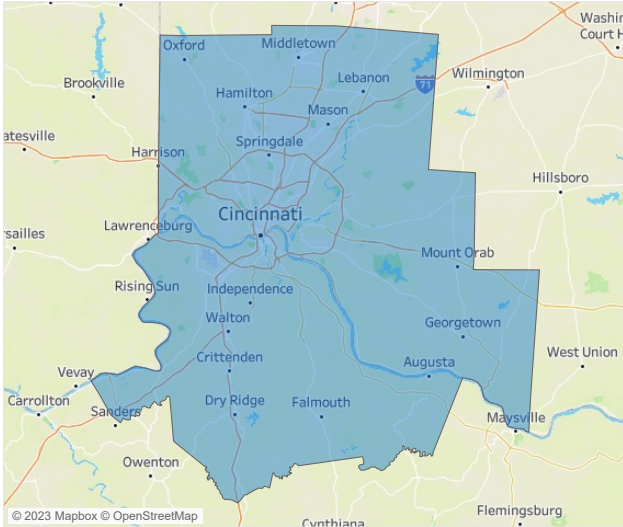 Washin
Court H
Oxford
Middletown
Brookville
Lebanon
Wilmington
71
Hamilton
Mason
atesville
Springdale
Harrison
Hillsboro
Cincinnati
Lawrenceburg
rsailles
Mount Orab
Rising Sun
Independence
Walton
Georgetown
West Union
Crittenden
Augusta
Vevay
Carrollton
Dry Ridge
Falmouth
Sanders
Maysville
Owenton
Flemingsburg
© 2023 Mapbox © OpenStreetMap
Cynthiana